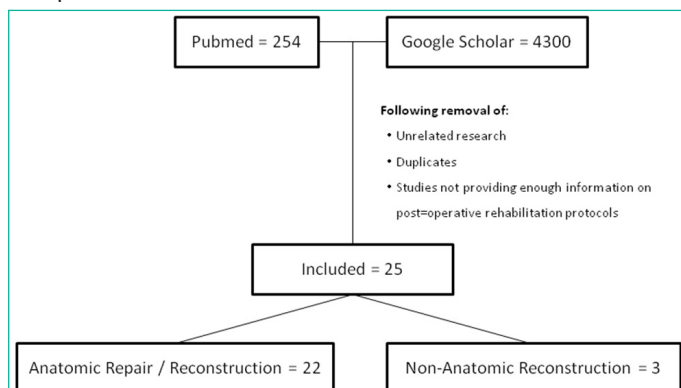 Pubmed = 254
Google Scholar = 4300
Following removal of:
• Unrelated research
• Duplicates
• Studies not providing enough information on
post=operative rehabilitation protocols
Included = 25
Anatomic Repair / Reconstruction = 22
Non-Anatomic Reconstruction = 3